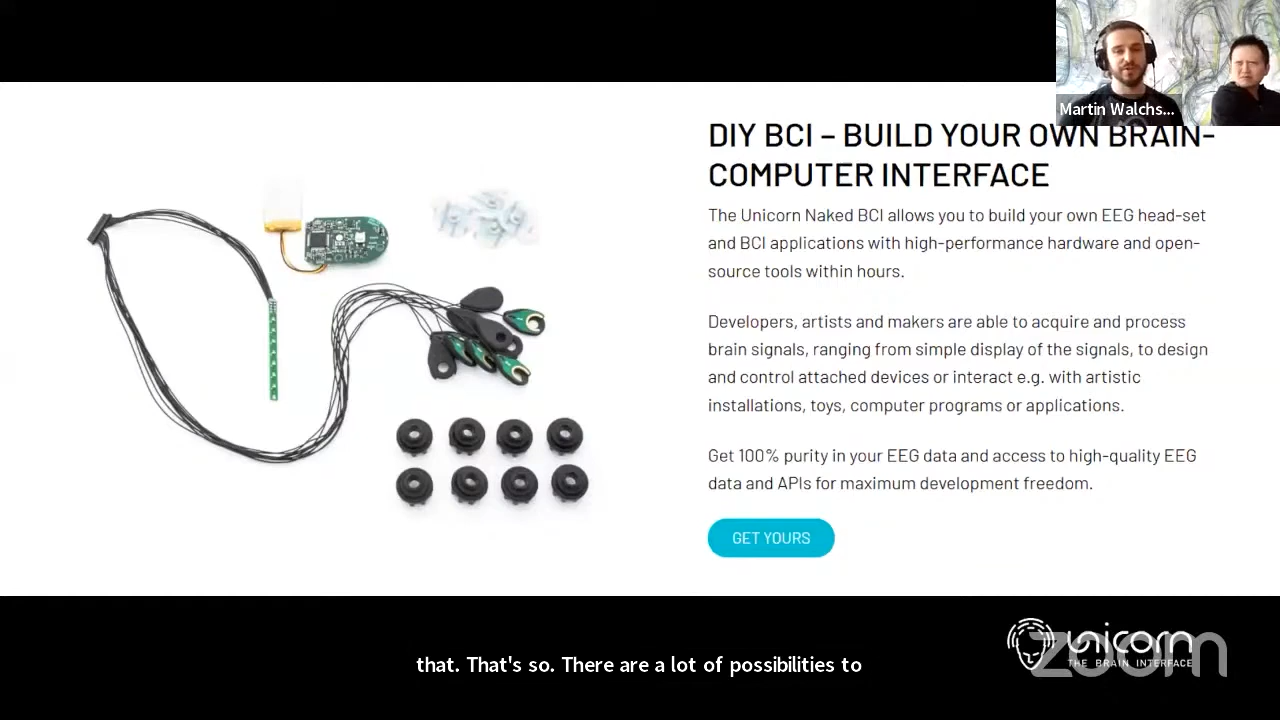 Martin Walchs...
DIY BCI – BUILD YOUR OWN BRAIN-
COMPUTER INTERFACE
The Unicorn Naked BCI allows you to build your own EEG head-set
and BCI applications with high-performance hardware and open-
source tools within hours.
Developers, artists and makers are able to acquire and process
brain signals, ranging from simple display of the signals, to design
and control attached devices or interact e.g. with artistic
installations, toys, computer programs or applications.
Get 100% purity in your EEG data and access to high-quality EEG
data and APIs for maximum development freedom.
GET YOURS
that. That's so. There are a lot of possibilities to
unicorn
THE BRAIN INTERFACE
zoom